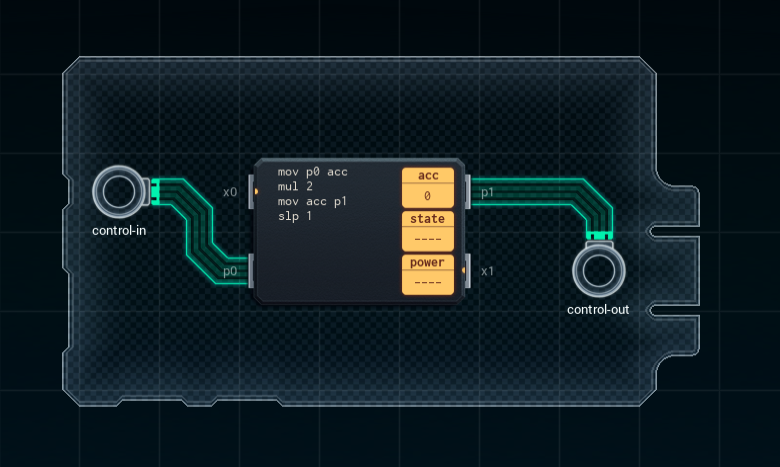 mov p0 acc
mul 2
mov acc p1
slp 1
acc
0
state
----
power
----
x0
p0
p1
x1
control-in
control-out